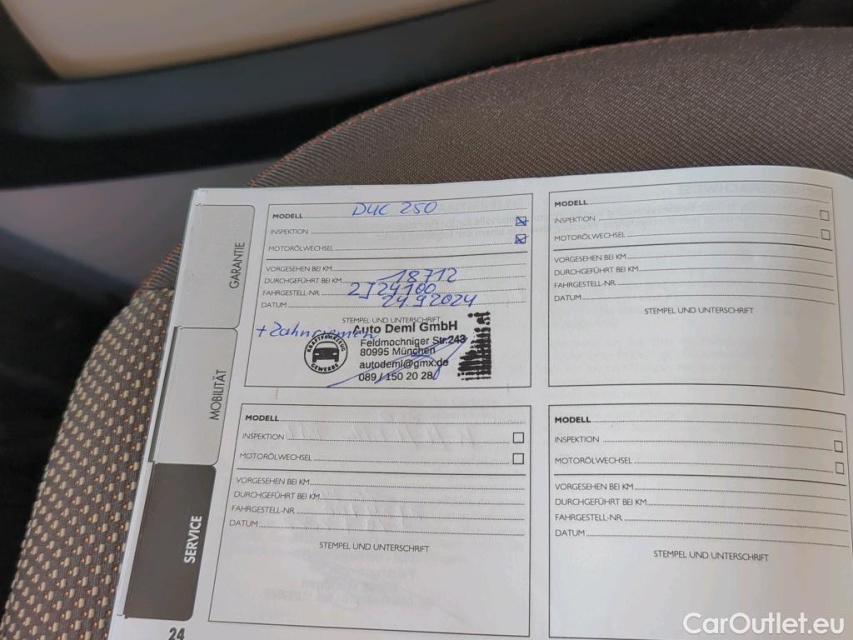 GARANTIE
MOBILITÄT
SERVICE
MODELL DUC 250
INSPEKTION
MOTORÖLWECHSEL
VORGESEHEN BEI KM
DURCHGEFÜHRT BEI KM 18712
FAHRGESTELL-NR. 2J24100
DATUM 24.9.2024
STEMPEL UND UNTERSCHRIFT
+ Zahnriemen
Auto Deml GmbH
Feldmochinger Str.243
80995 München
autodeml@gmx.de
089 / 150 20 28
KRAFTFAHRZEUG
GEWERBE
MODELL
INSPEKTION
MOTORÖLWECHSEL
VORGESEHEN BEI KM
DURCHGEFÜHRT BEI KM
FAHRGESTELL-NR.
DATUM
STEMPEL UND UNTERSCHRIFT
MODELL
INSPEKTION
MOTORÖLWECHSEL
VORGESEHEN BEI KM
DURCHGEFÜHRT BEI KM
FAHRGESTELL-NR.
DATUM
STEMPEL UND UNTERSCHRIFT
MODELL
INSPEKTION
MOTORÖLWECHSEL
VORGESEHEN BEI KM
DURCHGEFÜHRT BEI KM
FAHRGESTELL-NR.
DATUM
STEMPEL UND UNTERSCHRIFT
24
CarOutlet.eu